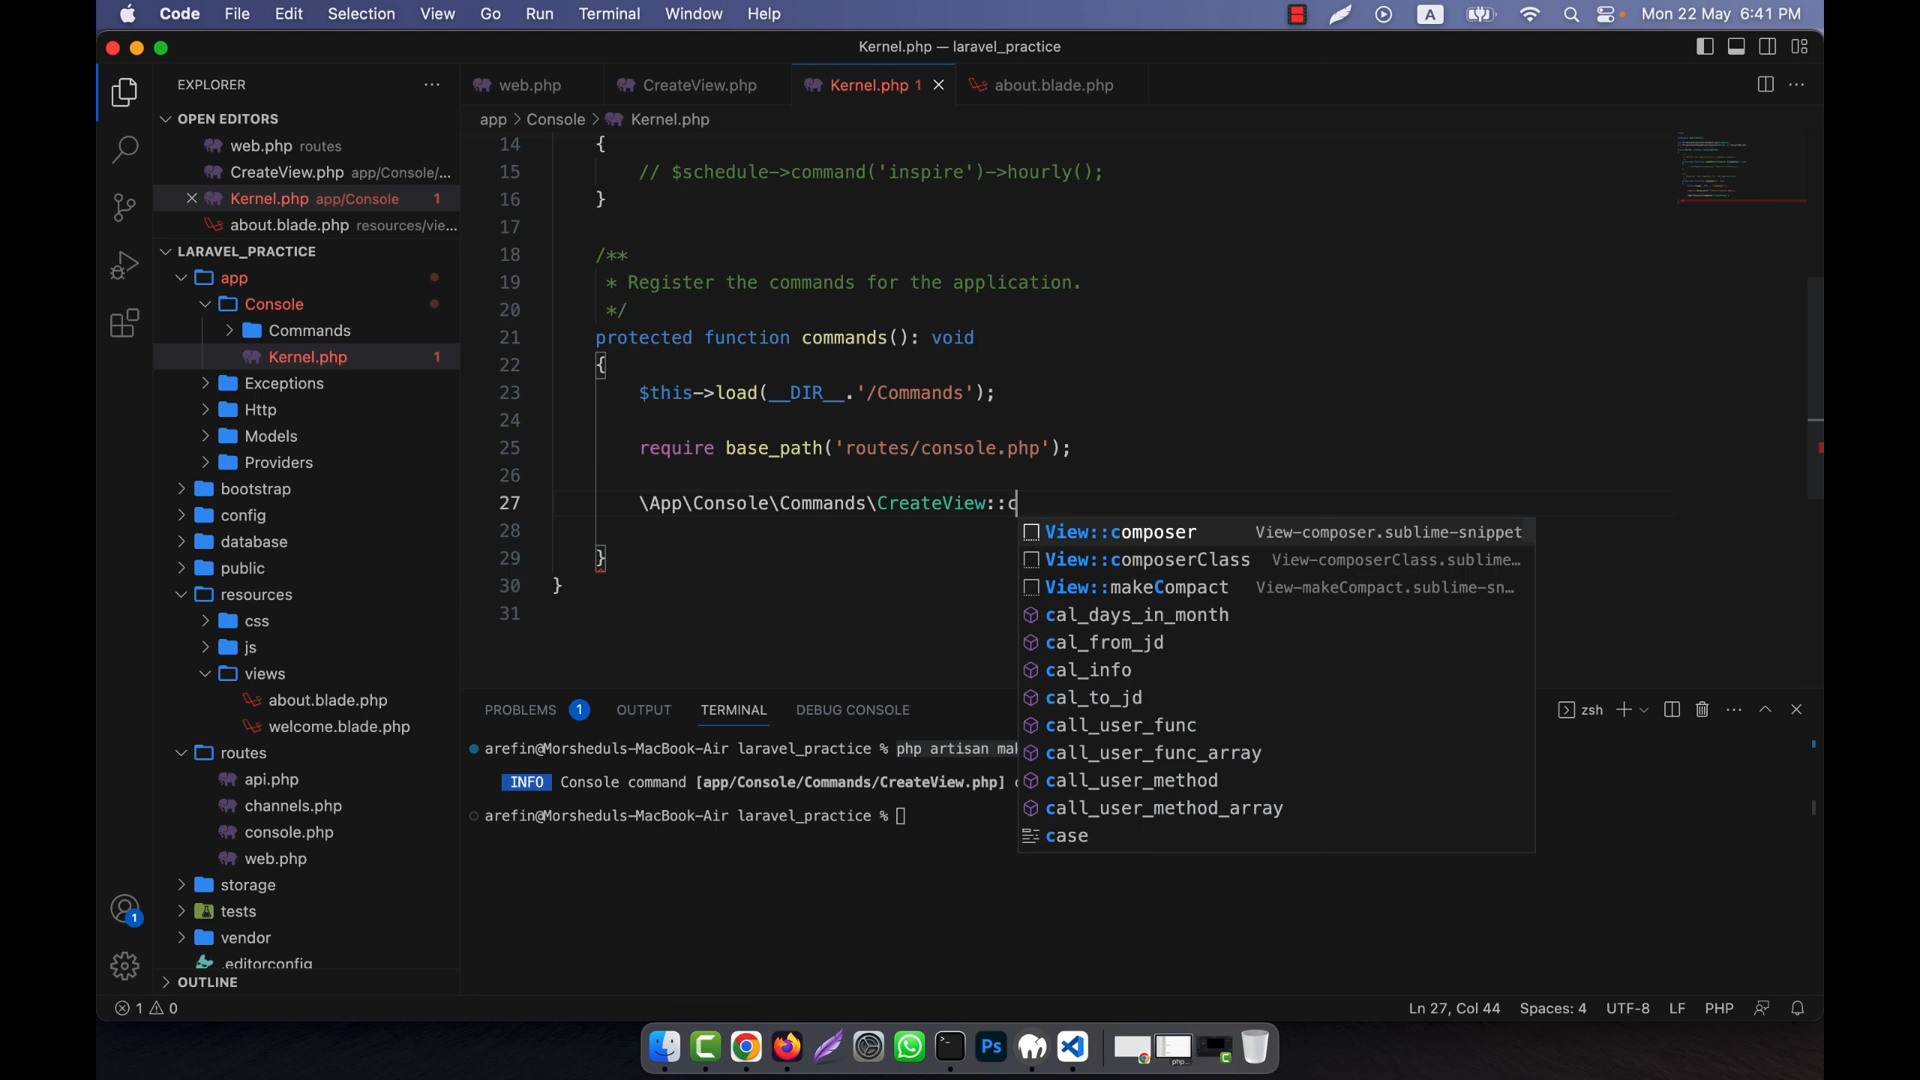 Code File Edit Selection View Go Run Terminal Window Help A Mon 22 May 6:41 PM
Kernel.php — laravel_practice
EXPLORER
web.php
CreateView.php
Kernel.php 1
about.blade.php
OPEN EDITORS
web.php routes
CreateView.php app/Console/...
Kernel.php app/Console 1
about.blade.php resources/vie...
LARAVEL_PRACTICE
app
Console
Commands
Kernel.php 1
Exceptions
Http
Models
Providers
bootstrap
config
database
public
resources
css
js
views
about.blade.php
welcome.blade.php
routes
api.php
channels.php
console.php
web.php
storage
tests
vendor
.editorconfig
OUTLINE
app > Console > Kernel.php
14 {
15 // $schedule->command('inspire')->hourly();
16 }
17
18 /**
19 * Register the commands for the application.
20 */
21 protected function commands(): void
22 {
23 $this->load(__DIR__.'/Commands');
24
25 require base_path('routes/console.php');
26
27 \App\Console\Commands\CreateView::c
28
29 }
30 }
31
View::composer View-composer.sublime-snippet
View::composerClass View-composerClass.sublime...
View::makeCompact View-makeCompact.sublime-sn...
cal_days_in_month
cal_from_jd
cal_info
cal_to_jd
call_user_func
call_user_func_array
call_user_method
call_user_method_array
case
PROBLEMS 1 OUTPUT TERMINAL DEBUG CONSOLE zsh
arefin@Morsheduls-MacBook-Air laravel_practice % php artisan mak
INFO Console command [app/Console/Commands/CreateView.php] c
arefin@Morsheduls-MacBook-Air laravel_practice %
1
1 0
Ln 27, Col 44 Spaces: 4 UTF-8 LF PHP
Ps
php